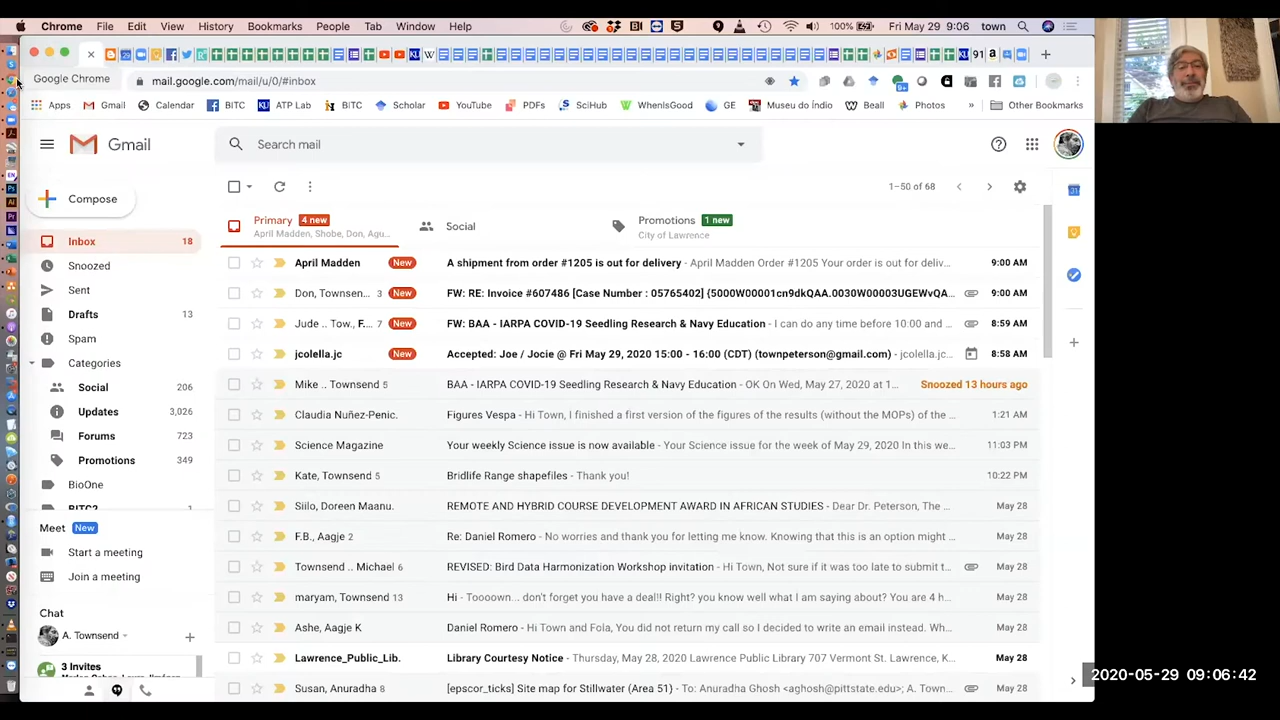 Chrome File Edit View History Bookmarks People Tab Window Help 100% Fri May 29 9:06 town
Google Chrome
mail.google.com/mail/u/0/#inbox
Apps Gmail Calendar BITC ATP Lab BITC Scholar YouTube PDFs SciHub WhenIsGood GE Museu do Índio Beall Photos » Other Bookmarks
Gmail
Search mail
Compose
1–50 of 68
Primary 4 new
April Madden, Shobe, Don, Agu...
Social
Promotions 1 new
City of Lawrence
Inbox 18
Snoozed
Sent
Drafts 13
Spam
Categories
Social 206
Updates 3,026
Forums 723
Promotions 349
BioOne
BITC2 1
April Madden New A shipment from order #1205 is out for delivery - April Madden Order #1205 Your order is out for deliv... 9:00 AM
Don, Townsen... 3 New FW: RE: Invoice #607486 [Case Number : 05765402] {5000W00001cn9dkQAA.0030W00003UGEWvQA... 9:00 AM
Jude .. Tow., F... 7 New FW: BAA - IARPA COVID-19 Seedling Research & Navy Education - I can do any time before 10:00 and ... 8:59 AM
jcolella.jc New Accepted: Joe / Jocie @ Fri May 29, 2020 15:00 - 16:00 (CDT) (townpeterson@gmail.com) - jcolella.jc... 8:58 AM
Mike .. Townsend 5 BAA - IARPA COVID-19 Seedling Research & Navy Education - OK On Wed, May 27, 2020 at 1... Snoozed 13 hours ago
Claudia Nuñez-Penic. Figures Vespa - Hi Town, I finished a first version of the figures of the results (without the MOPs) of the ... 1:21 AM
Science Magazine Your weekly Science issue is now available - Your Science issue for the week of May 29, 2020 In this we... 11:03 PM
Kate, Townsend 5 Bridlife Range shapefiles - Thank you! 10:22 PM
Siilo, Doreen Maanu. REMOTE AND HYBRID COURSE DEVELOPMENT AWARD IN AFRICAN STUDIES - Dear Dr. Peterson, The ... May 28
F.B., Aagje 2 Re: Daniel Romero - No worries and thank you for letting me know. Knowing that this is an option might ... May 28
Townsend .. Michael 6 REVISED: Bird Data Harmonization Workshop invitation - Hi Town, Not sure if it was too late to submit t... May 28
maryam, Townsend 13 Hi - Toooown... don't forget you have a deal!! Right? you know well what I am saying about? You are 4 h... May 28
Ashe, Aagje K Daniel Romero - Hi Town and Fola, You did not return my call so I decided to write an email instead. Wh... May 28
Lawrence_Public_Lib. Library Courtesy Notice - Thursday, May 28, 2020 Lawrence Public Library 707 Vermont St. Lawrence, K... May 28
Susan, Anuradha 8 [epscor_ticks] Site map for Stillwater (Area 51) - To: Anuradha Ghosh <aghosh@pittstate.edu>; A. Town... May 28
Meet New
Start a meeting
Join a meeting
Chat
A. Townsend
3 Invites
2020-05-29 09:06:42